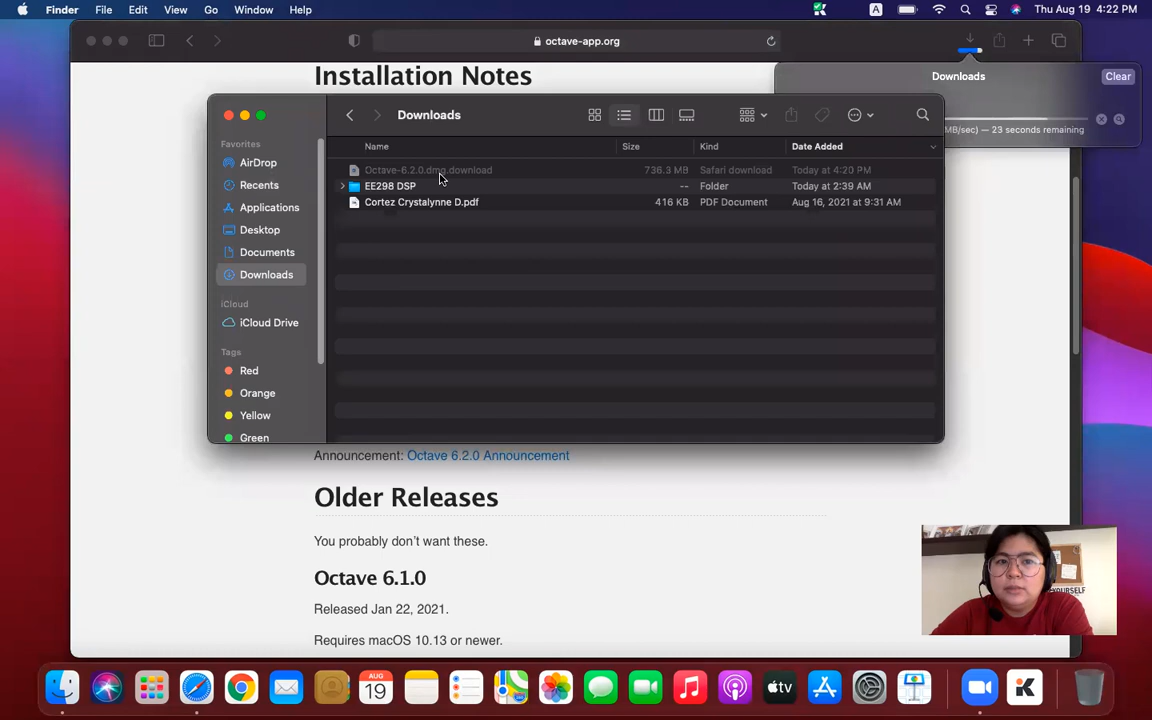 Finder File Edit View Go Window Help
A Thu Aug 19 4:22 PM
octave-app.org
Installation Notes
Downloads
Clear
MB/sec) — 23 seconds remaining
Downloads
Favorites
AirDrop
Recents
Applications
Desktop
Documents
Downloads
iCloud
iCloud Drive
Tags
Red
Orange
Yellow
Green
Name Size Kind Date Added
Octave-6.2.0.dmg.download 736.3 MB Safari download Today at 4:20 PM
EE298 DSP -- Folder Today at 2:39 AM
Cortez Crystalynne D.pdf 416 KB PDF Document Aug 16, 2021 at 9:31 AM
Announcement: Octave 6.2.0 Announcement
Older Releases
You probably don’t want these.
Octave 6.1.0
Released Jan 22, 2021.
Requires macOS 10.13 or newer.
YOURSELF
AUG
19
tv
K